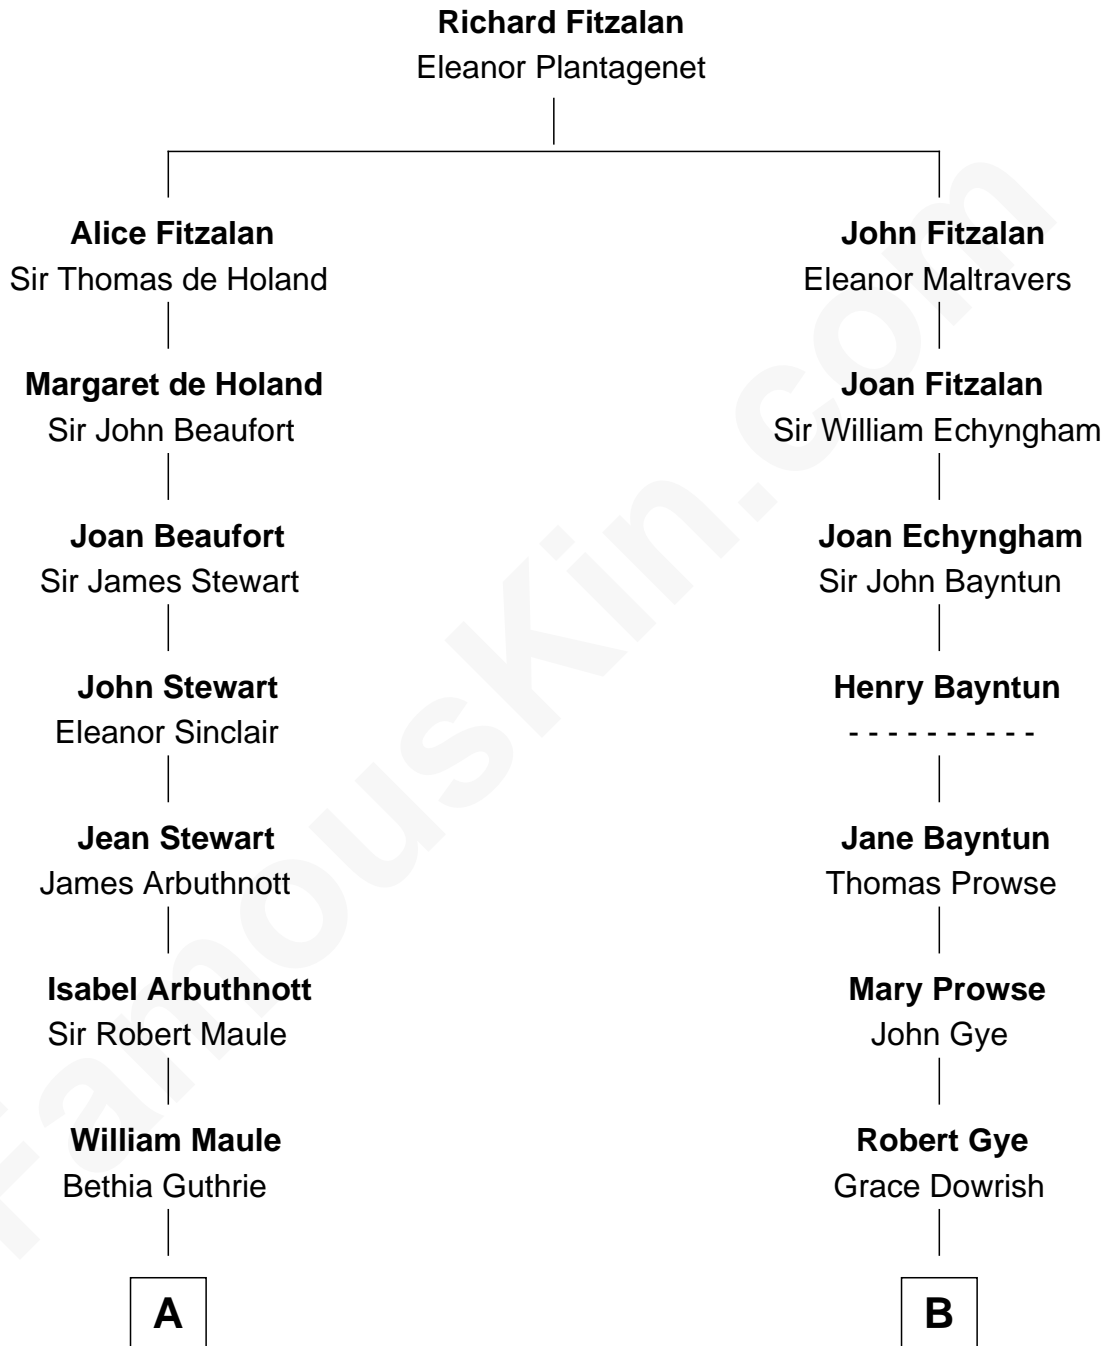 Richard Fitzalan
Eleanor Plantagenet
Alice Fitzalan
Sir Thomas de Holand
John Fitzalan
Eleanor Maltravers
Margaret de Holand
Sir John Beaufort
Joan Fitzalan
Sir William Echyngham
Joan Beaufort
Sir James Stewart
Joan Echyngham
Sir John Bayntun
John Stewart
Eleanor Sinclair
Henry Bayntun
- - - - - - - - - -
Jean Stewart
James Arbuthnott
Jane Bayntun
Thomas Prowse
Isabel Arbuthnott
Sir Robert Maule
Mary Prowse
John Gye
William Maule
Bethia Guthrie
Robert Gye
Grace Dowrish
A
B
FamousKin.com